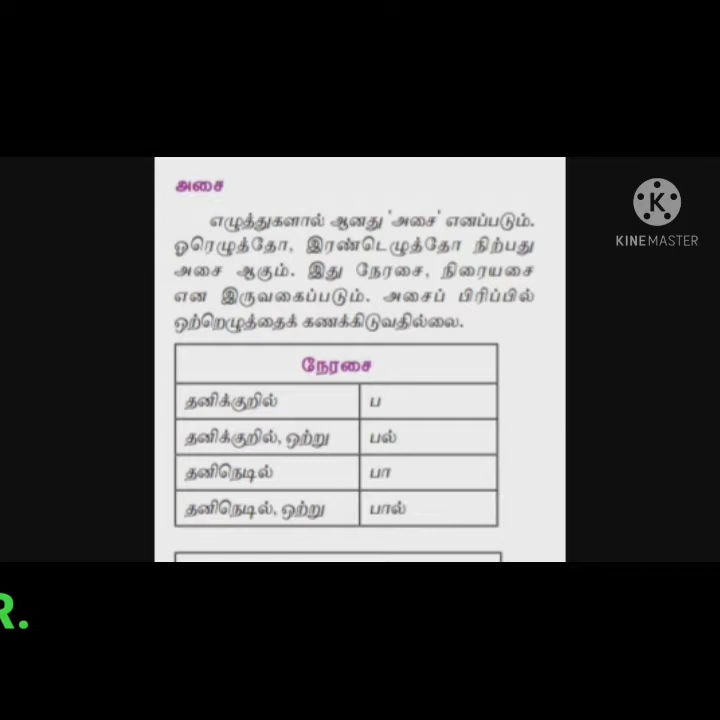 அசை
எழுத்துகளால் ஆனது 'அசை' எனப்படும்.
ஓரெழுத்தோ, இரண்டெழுத்தோ நிற்பது
அசை ஆகும். இது நேரசை, நிரையசை
என இருவகைப்படும். அசைப் பிரிப்பில்
ஒற்றெழுத்தைக் கணக்கிடுவதில்லை.
நேரசை
தனிக்குறில் ப
தனிக்குறில், ஒற்று பல்
தனிநெடில் பா
தனிநெடில், ஒற்று பால்
KINEMASTER
R.